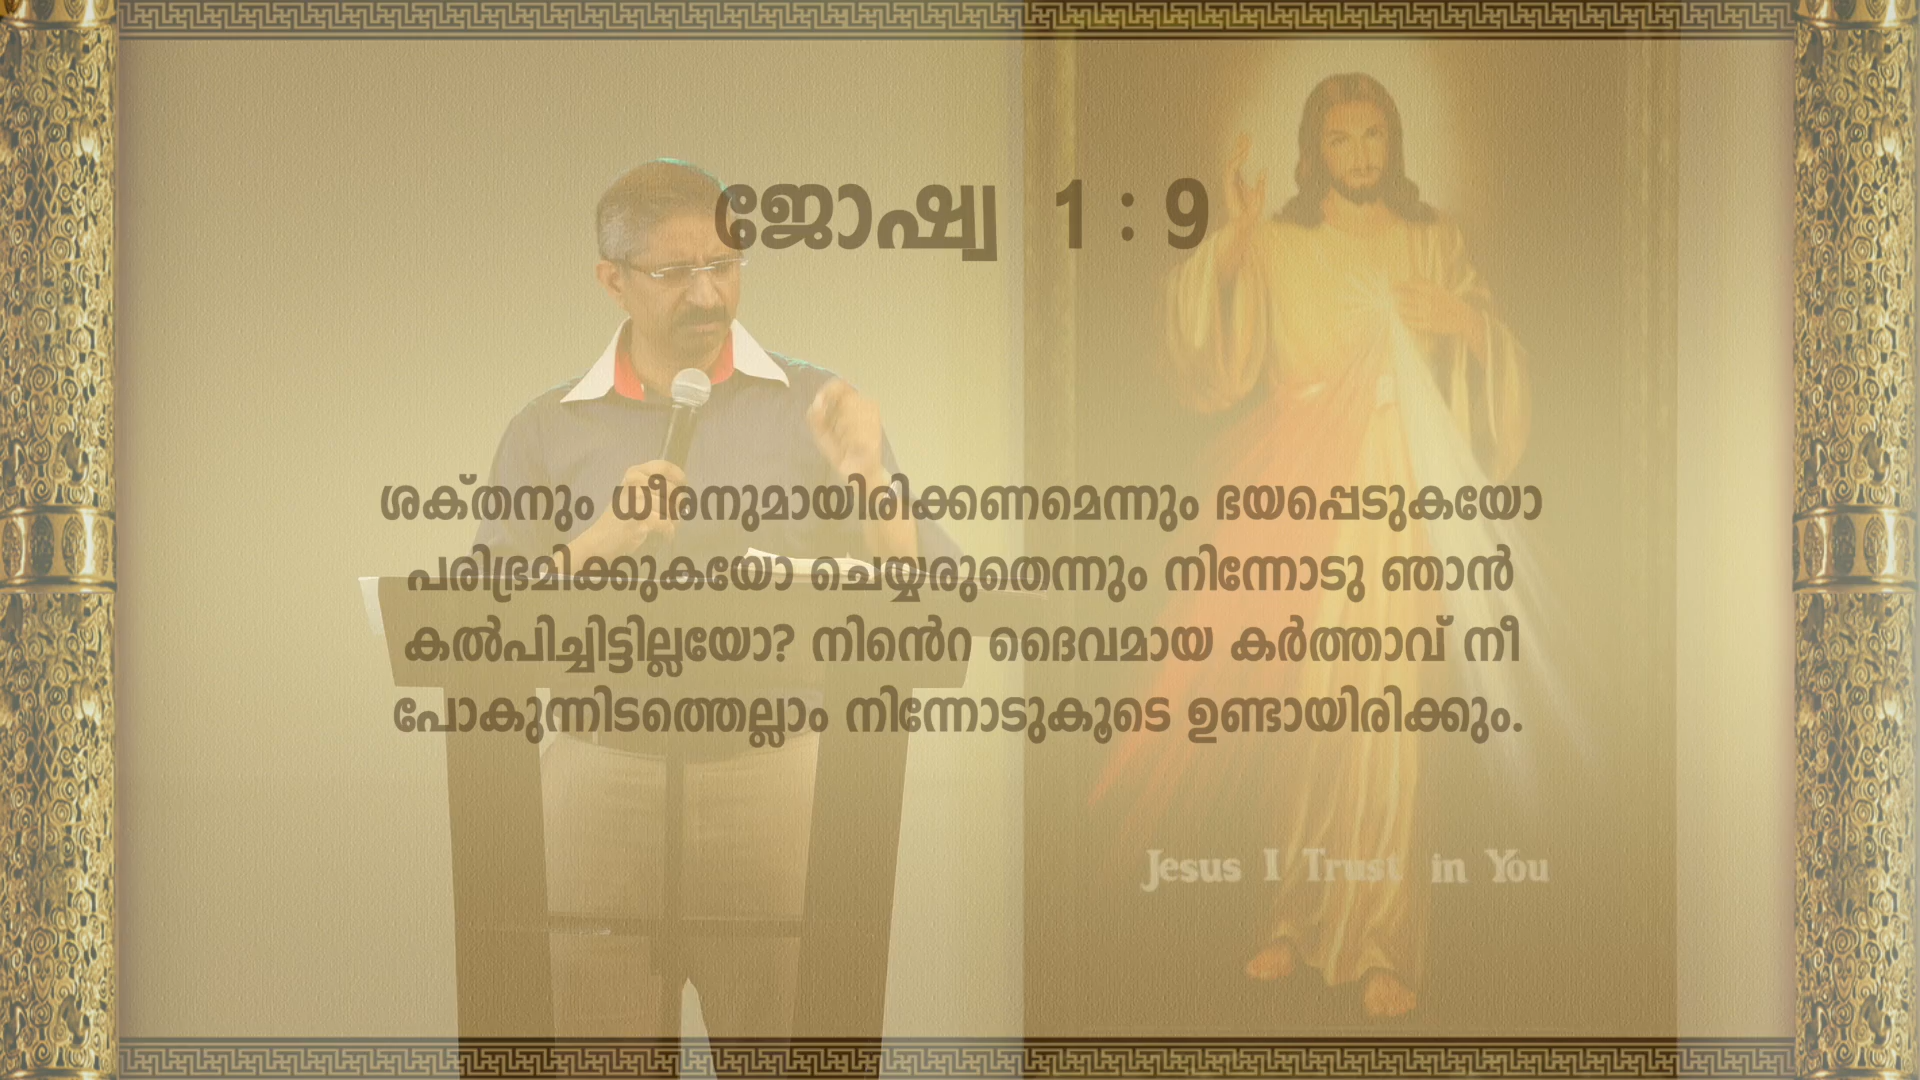 ജോഷ്വ 1 : 9
ശക്തനും ധീരനുമായിരിക്കണമെന്നും ഭയപ്പെടുകയോ
പരിഭ്രമിക്കുകയോ ചെയ്യരുതെന്നും നിന്നോടു ഞാൻ
കൽപിച്ചിട്ടില്ലയോ? നിൻെറ ദൈവമായ കർത്താവ് നീ
പോകുന്നിടത്തെല്ലാം നിന്നോടുകൂടെ ഉണ്ടായിരിക്കും.
Jesus I Trust in You